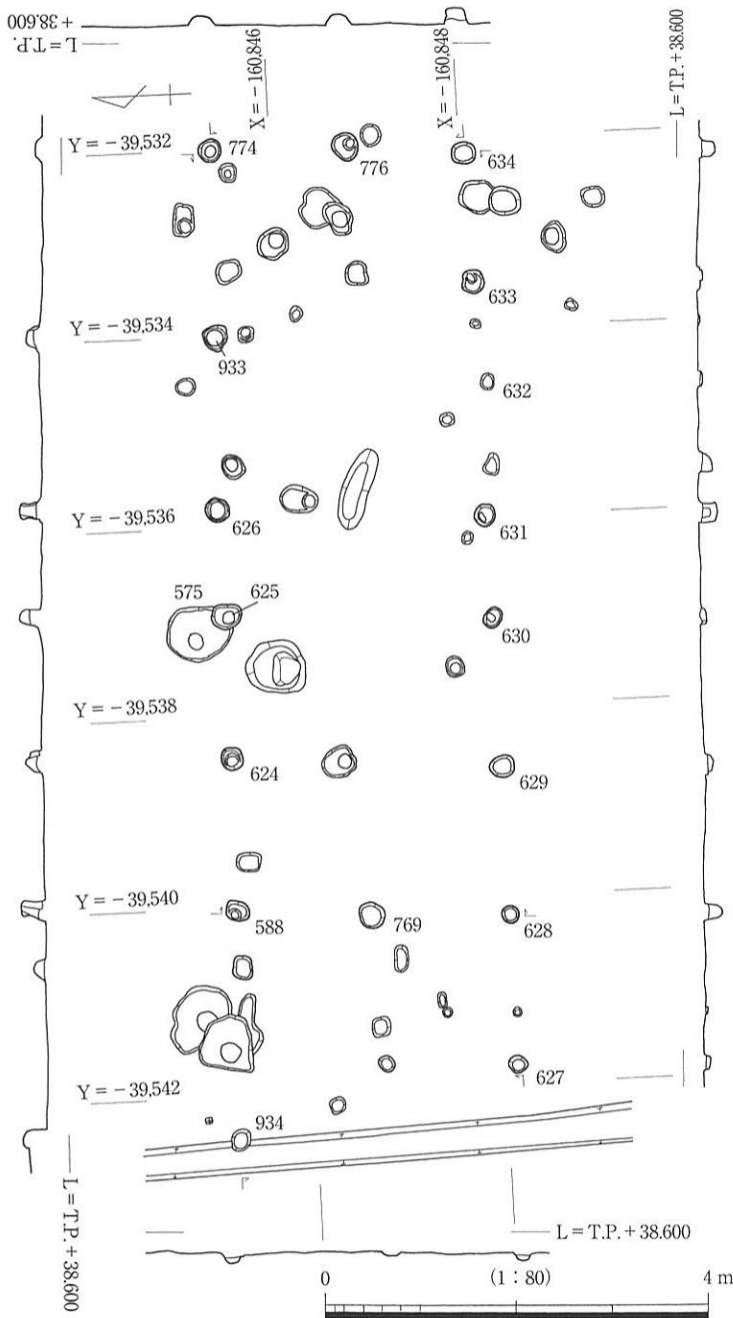 L=T.P.
+38.600
X=-160,846
X=-160,848
L=T.P.+38.600
Y=-39,532
774
776
634
633
Y=-39,534
933
632
Y=-39,536
626
631
575
625
630
Y=-39,538
624
629
Y=-39,540
588
769
628
627
Y=-39,542
934
L=T.P.+38.600
L=T.P.+38.600
0
(1:80)
4 m